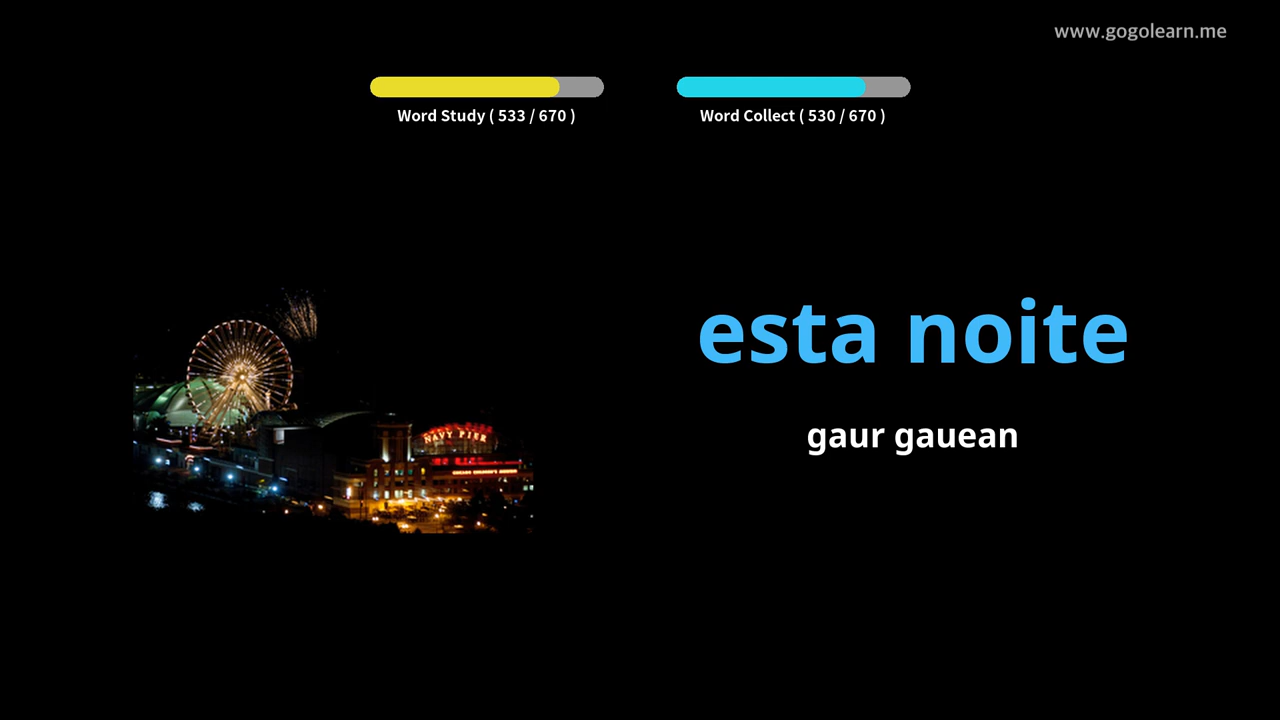 www.gogolearn.me
Word Study ( 533 / 670 )
Word Collect ( 530 / 670 )
esta noite
gaur gauean
NAVY PIER